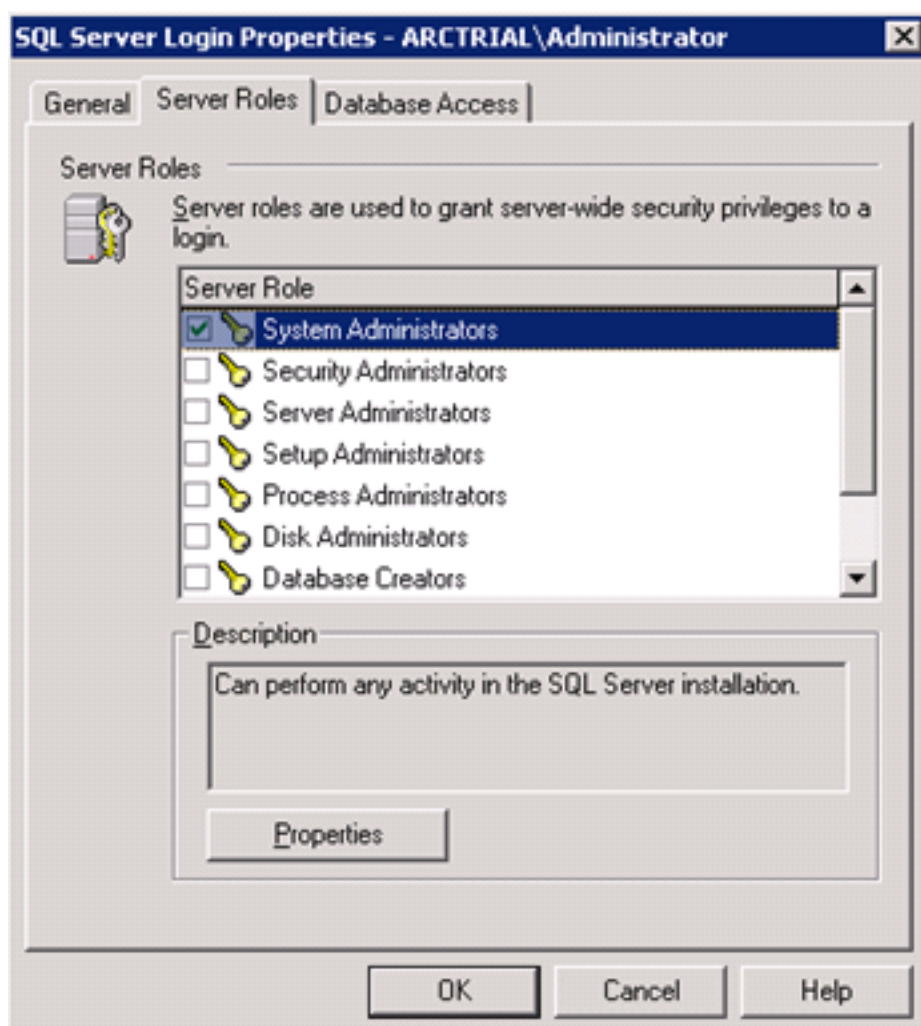 SQL Server Login Properties - ARCTRIAL\Administrator
General
Server Roles
Database Access
Server Roles
Server roles are used to grant server-wide security privileges to a
login.
Server Role
System Administrators
Security Administrators
Server Administrators
Setup Administrators
Process Administrators
Disk Administrators
Database Creators
Description
Can perform any activity in the SQL Server installation.
Properties
OK
Cancel
Help